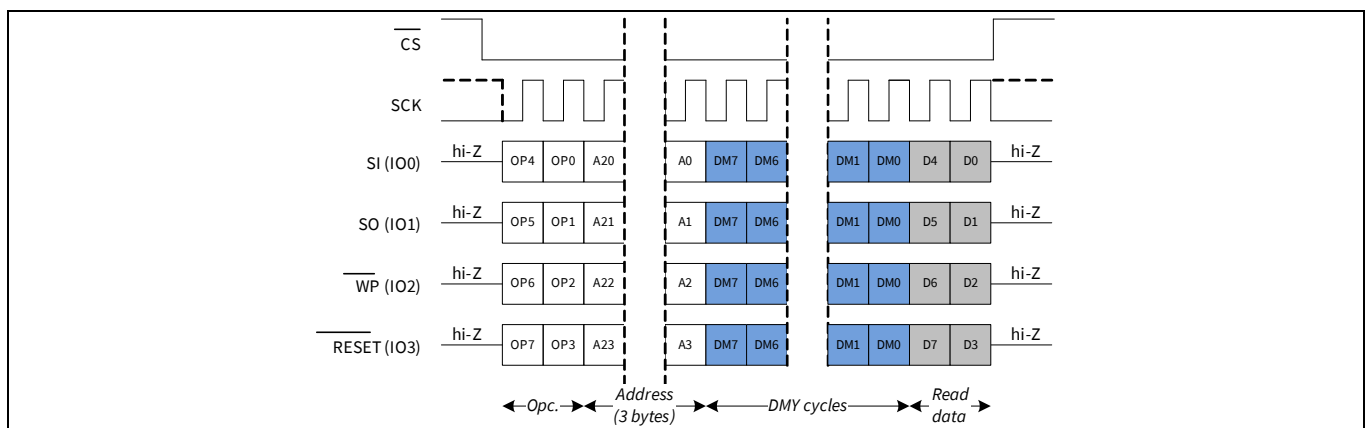 CS
SCK
SI (IO0) hi-Z OP4 OP0 A20 A0 DM7 DM6 DM1 DM0 D4 D0 hi-Z
SO (IO1) hi-Z OP5 OP1 A21 A1 DM7 DM6 DM1 DM0 D5 D1 hi-Z
WP (IO2) hi-Z OP6 OP2 A22 A2 DM7 DM6 DM1 DM0 D6 D2 hi-Z
RESET (IO3) hi-Z OP7 OP3 A23 A3 DM7 DM6 DM1 DM0 D7 D3 hi-Z
Opc. Address DMY cycles Read
(3 bytes) data